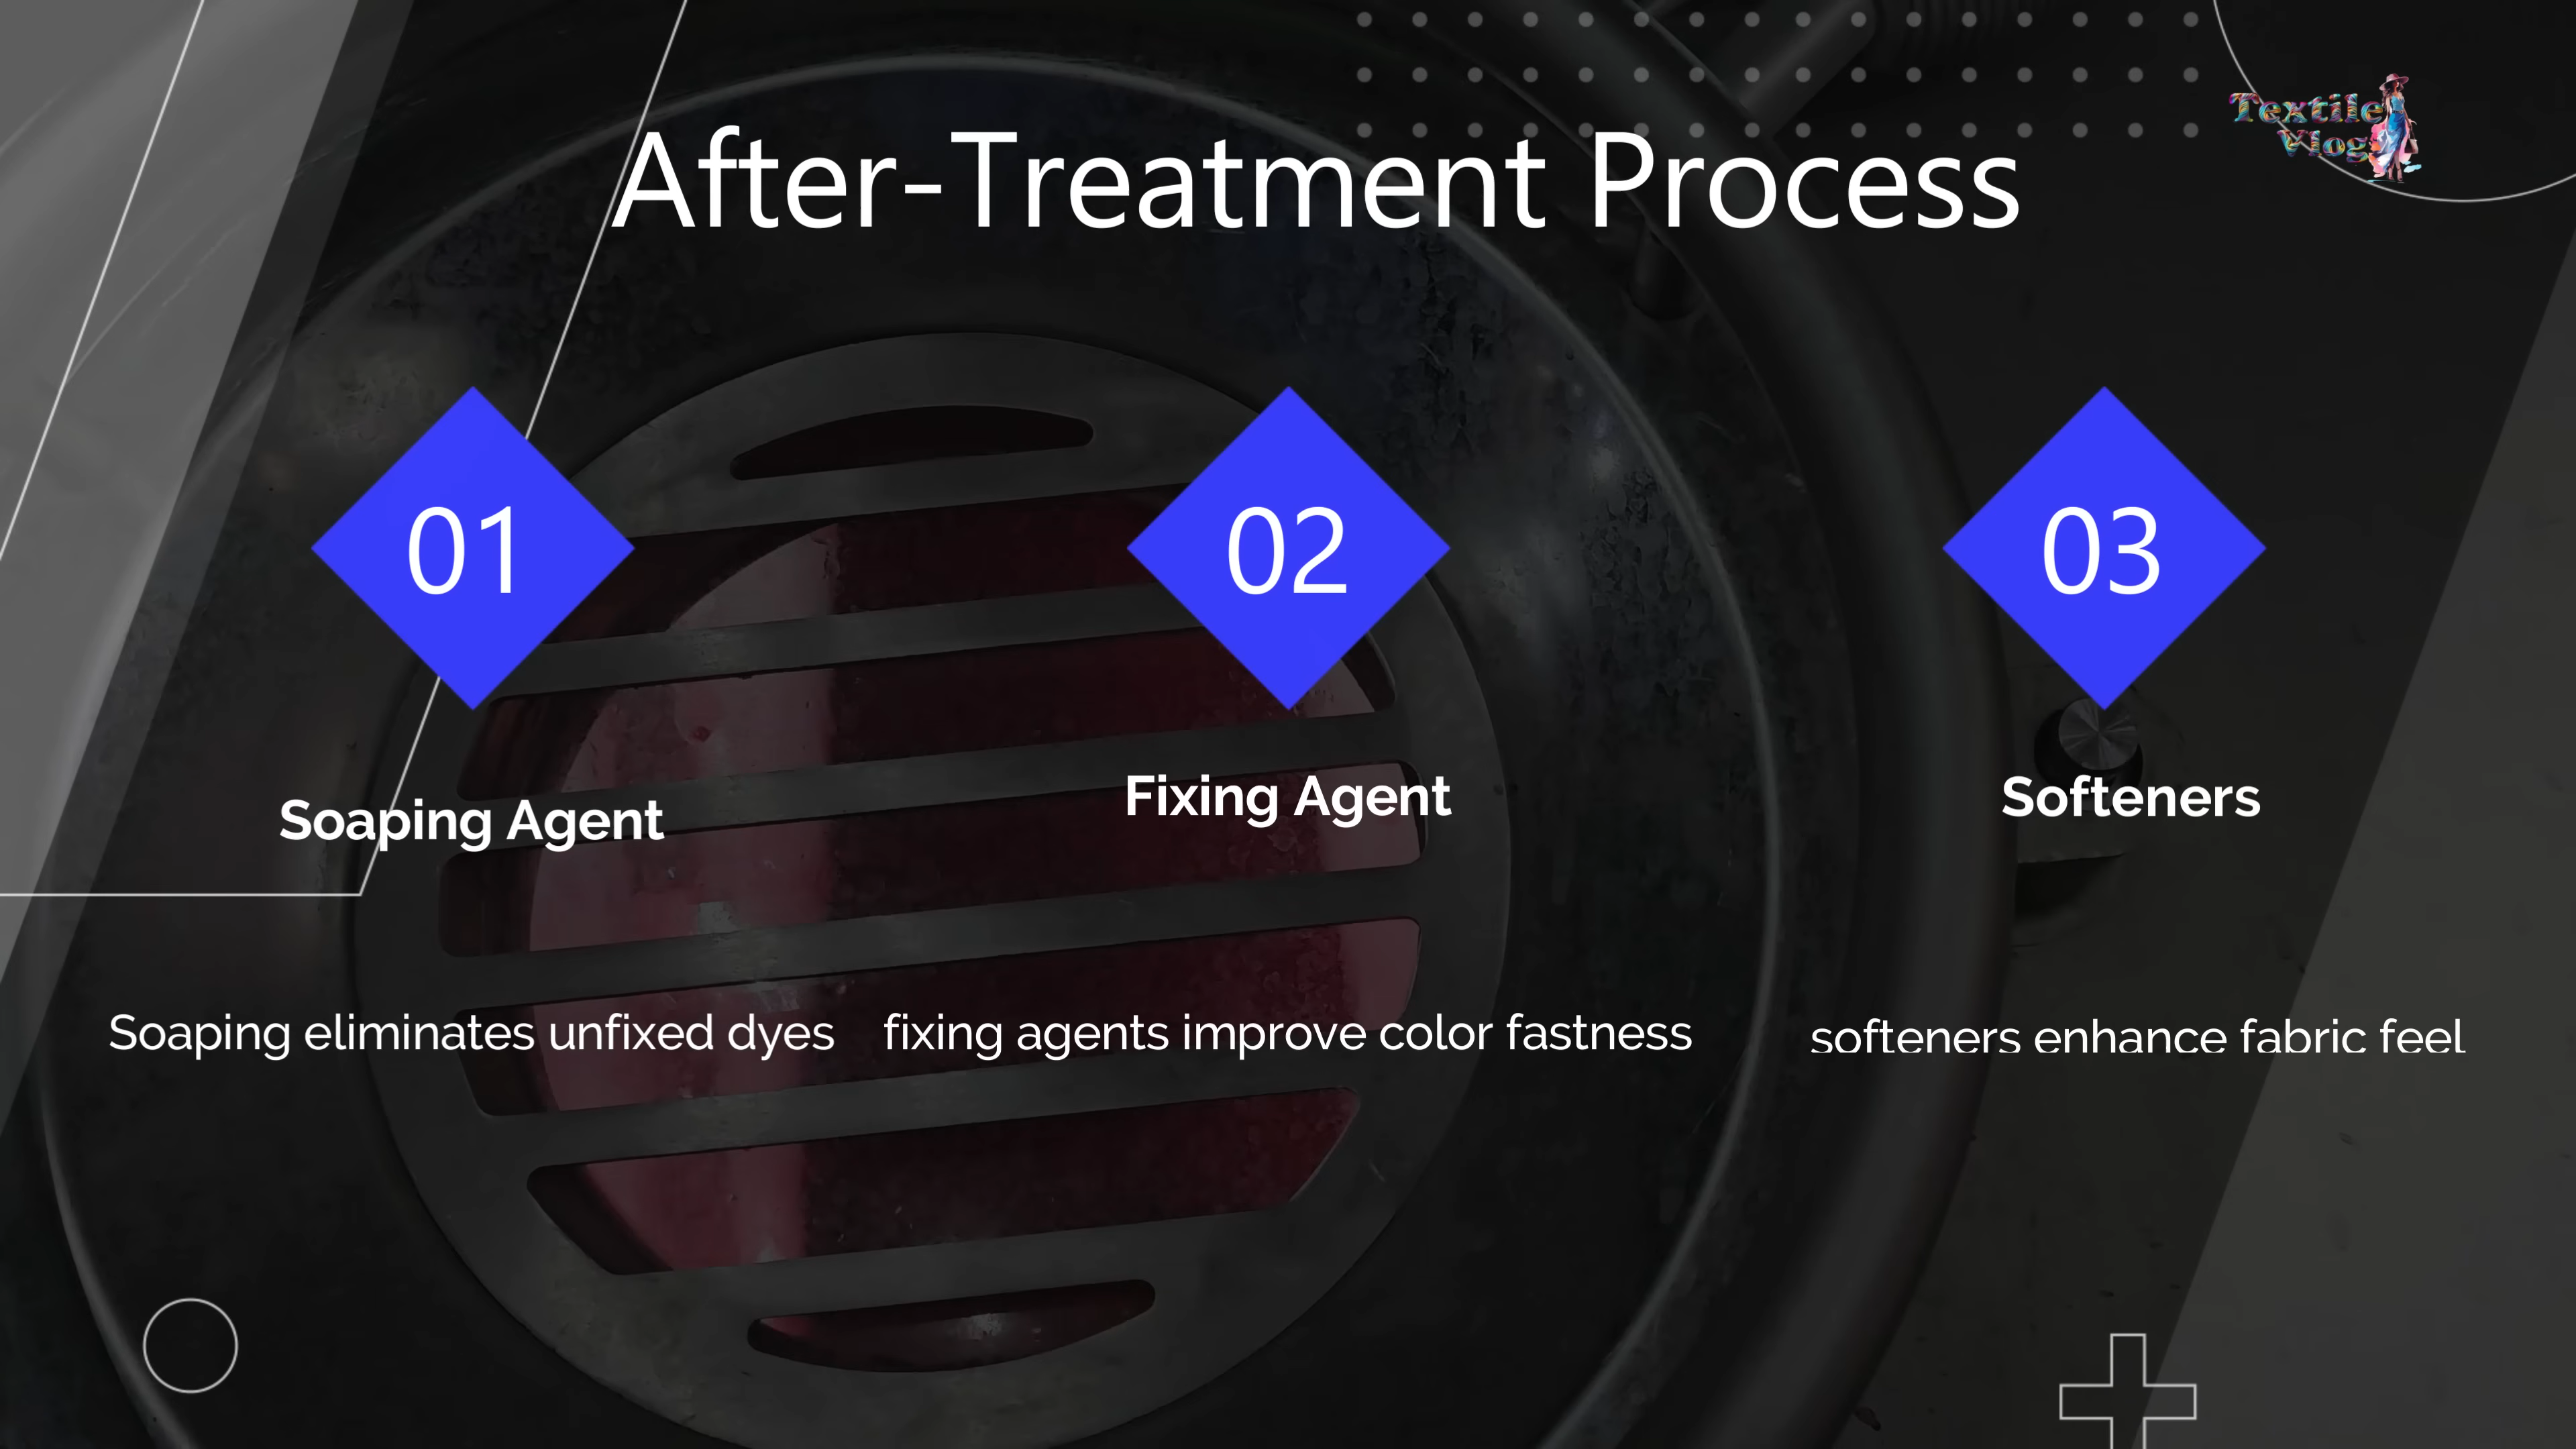 Textile
Vlog
After-Treatment Process
01
02
03
Soaping Agent
Fixing Agent
Softeners
Soaping eliminates unfixed dyes
fixing agents improve color fastness
softeners enhance fabric feel